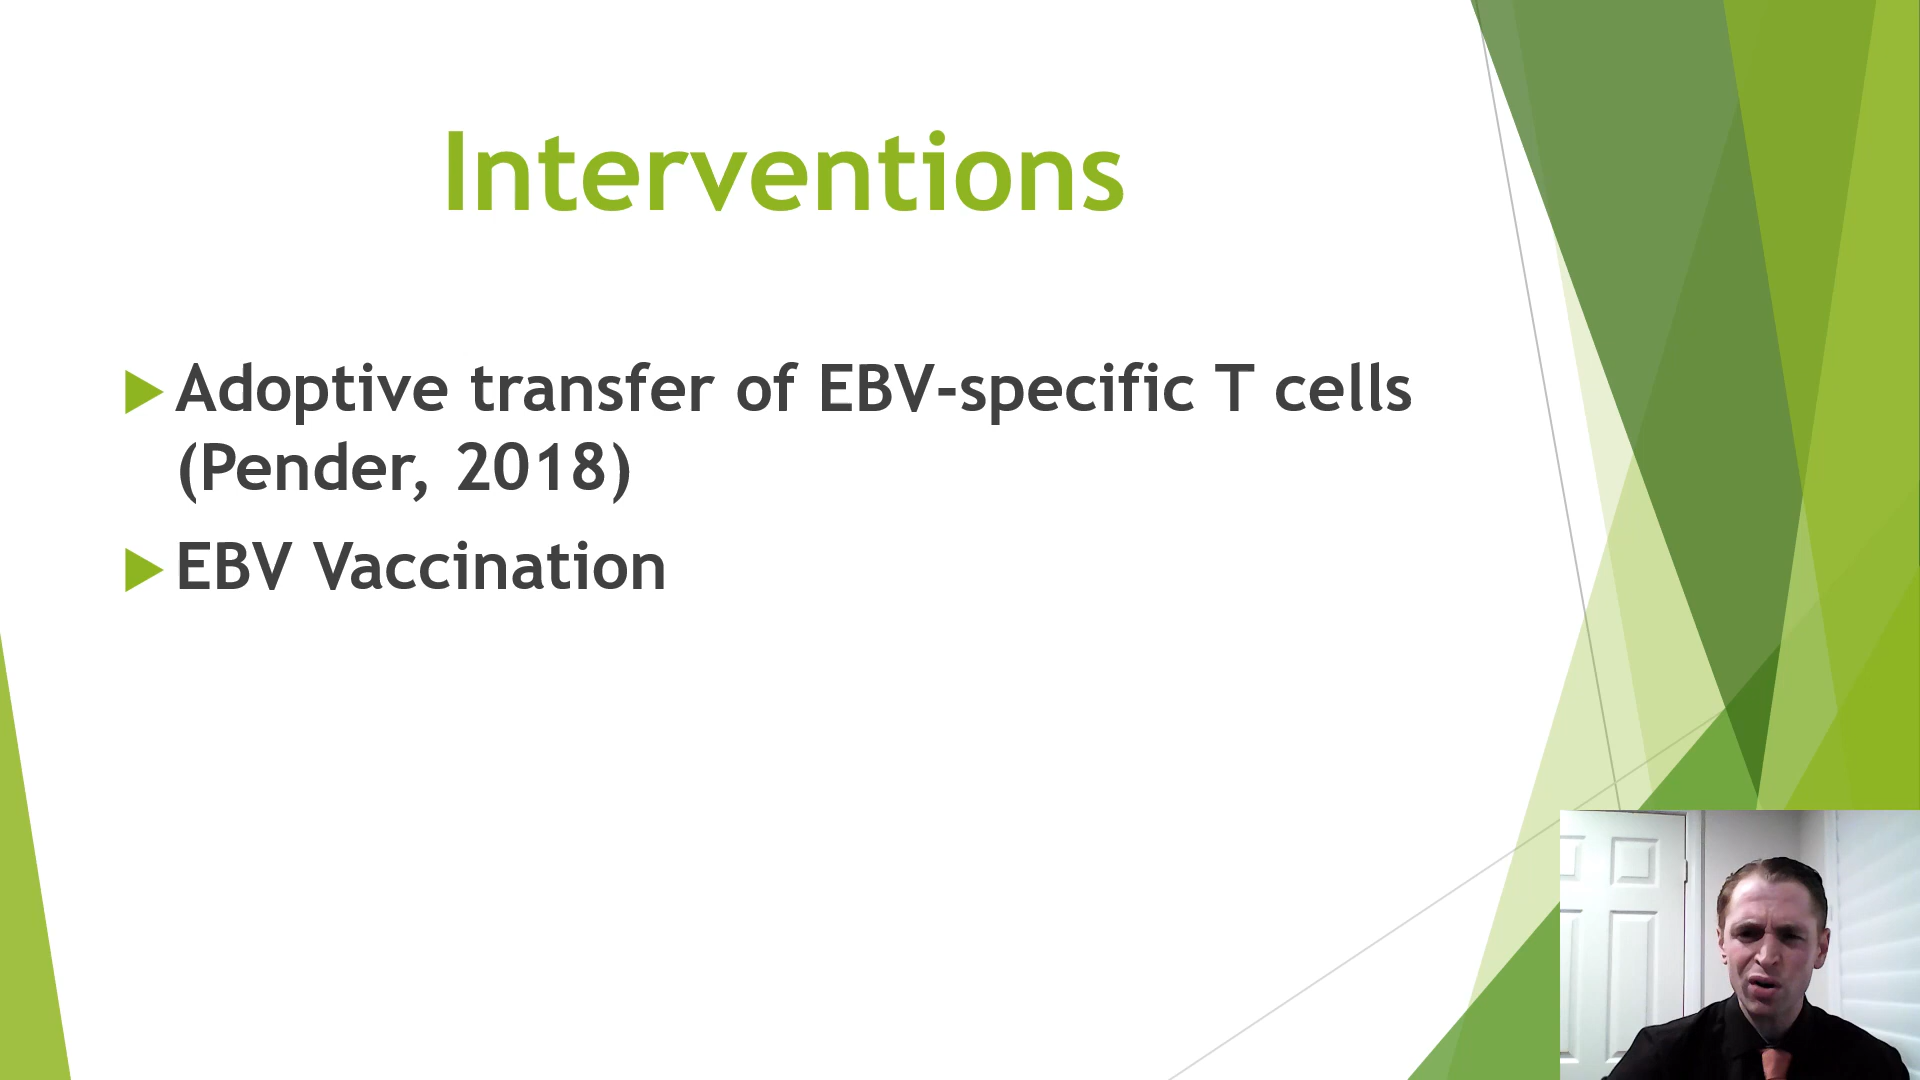 Interventions
Adoptive transfer of EBV-specific T cells
(Pender, 2018)
EBV Vaccination